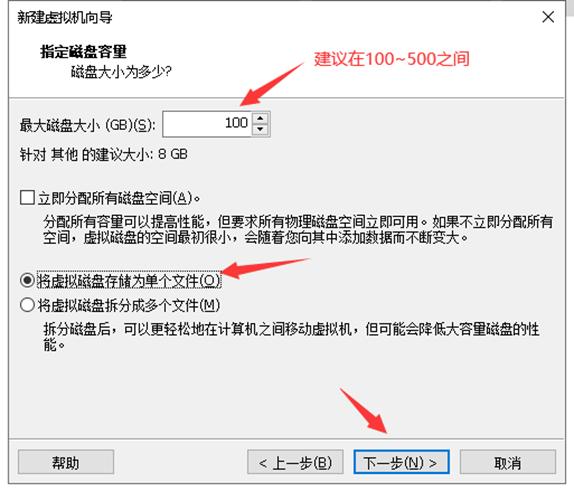 新建虚拟机向导
指定磁盘容量
磁盘大小为多少?
建议在100~500之间
最大磁盘大小 (GB)(S): 100
针对 其他 的建议大小: 8 GB
立即分配所有磁盘空间(A)。
分配所有容量可以提高性能，但要求所有物理磁盘空间立即可用。如果不立即分配所有
空间，虚拟磁盘的空间最初很小，会随着您向其中添加数据而不断变大。
将虚拟磁盘存储为单个文件(O)
将虚拟磁盘拆分成多个文件(M)
拆分磁盘后，可以更轻松地在计算机之间移动虚拟机，但可能会降低大容量磁盘的性
能。
帮助 < 上一步(B) 下一步(N) > 取消